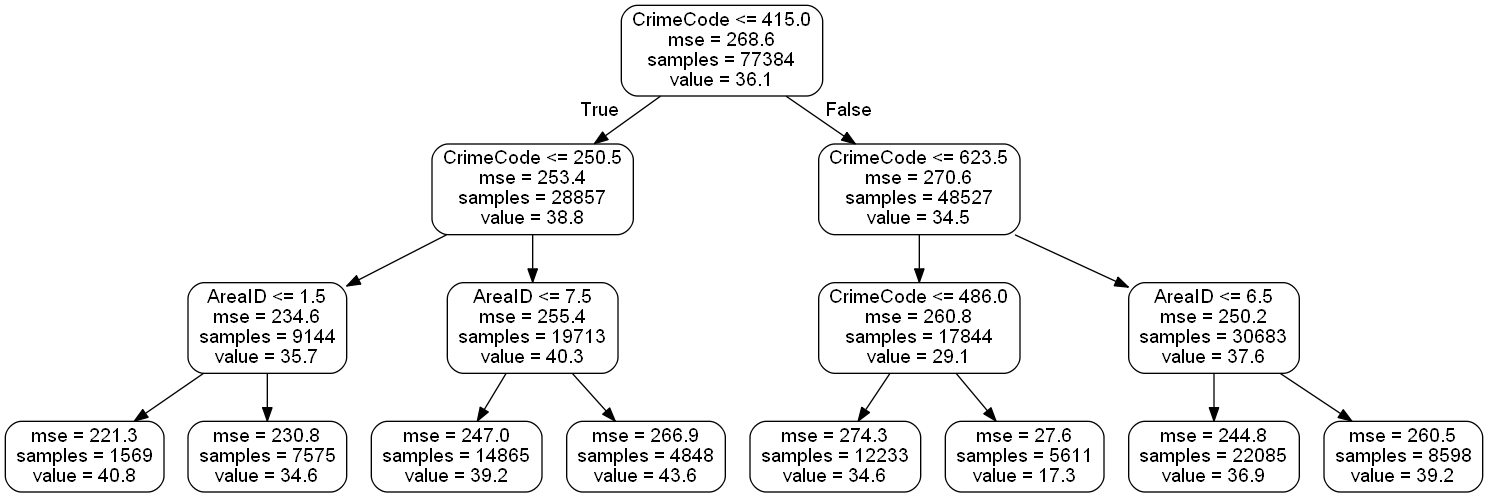 CrimeCode <= 415.0
mse = 268.6
samples = 77384
value = 36.1
True
False
CrimeCode <= 250.5
mse = 253.4
samples = 28857
value = 38.8
CrimeCode <= 623.5
mse = 270.6
samples = 48527
value = 34.5
AreaID <= 1.5
mse = 234.6
samples = 9144
value = 35.7
AreaID <= 7.5
mse = 255.4
samples = 19713
value = 40.3
CrimeCode <= 486.0
mse = 260.8
samples = 17844
value = 29.1
AreaID <= 6.5
mse = 250.2
samples = 30683
value = 37.6
mse = 221.3
samples = 1569
value = 40.8
mse = 230.8
samples = 7575
value = 34.6
mse = 247.0
samples = 14865
value = 39.2
mse = 266.9
samples = 4848
value = 43.6
mse = 274.3
samples = 12233
value = 34.6
mse = 27.6
samples = 5611
value = 17.3
mse = 244.8
samples = 22085
value = 36.9
mse = 260.5
samples = 8598
value = 39.2